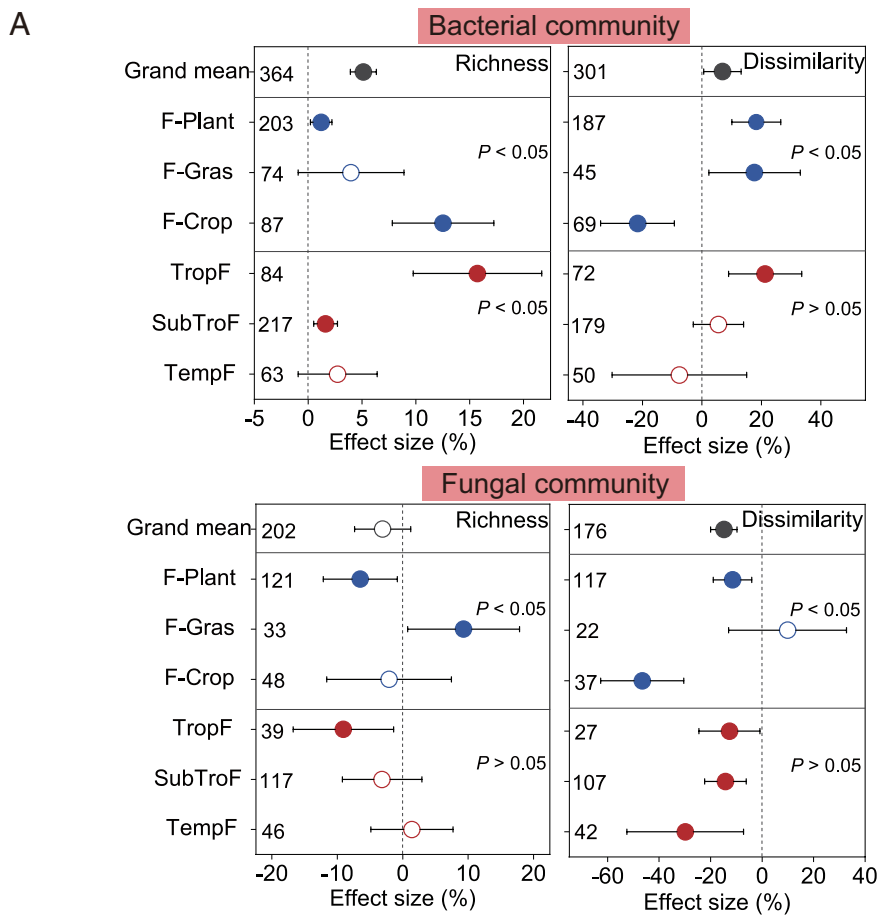 A
Bacterial community
Richness
Dissimilarity
Grand mean 364 301
F-Plant 203 187
P < 0.05 P < 0.05
F-Gras 74 45
F-Crop 87 69
TropF 84 72
P < 0.05 P > 0.05
SubTroF 217 179
TempF 63 50
-5 0 5 10 15 20 -40 -20 0 20 40
Effect size (%) Effect size (%)
Fungal community
Richness
Dissimilarity
Grand mean 202 176
F-Plant 121 117
P < 0.05 P < 0.05
F-Gras 33 22
F-Crop 48 37
TropF 39 27
P > 0.05 P > 0.05
SubTroF 117 107
TempF 46 42
-20 -10 0 10 20 -60 -40 -20 0 20 40
Effect size (%) Effect size (%)